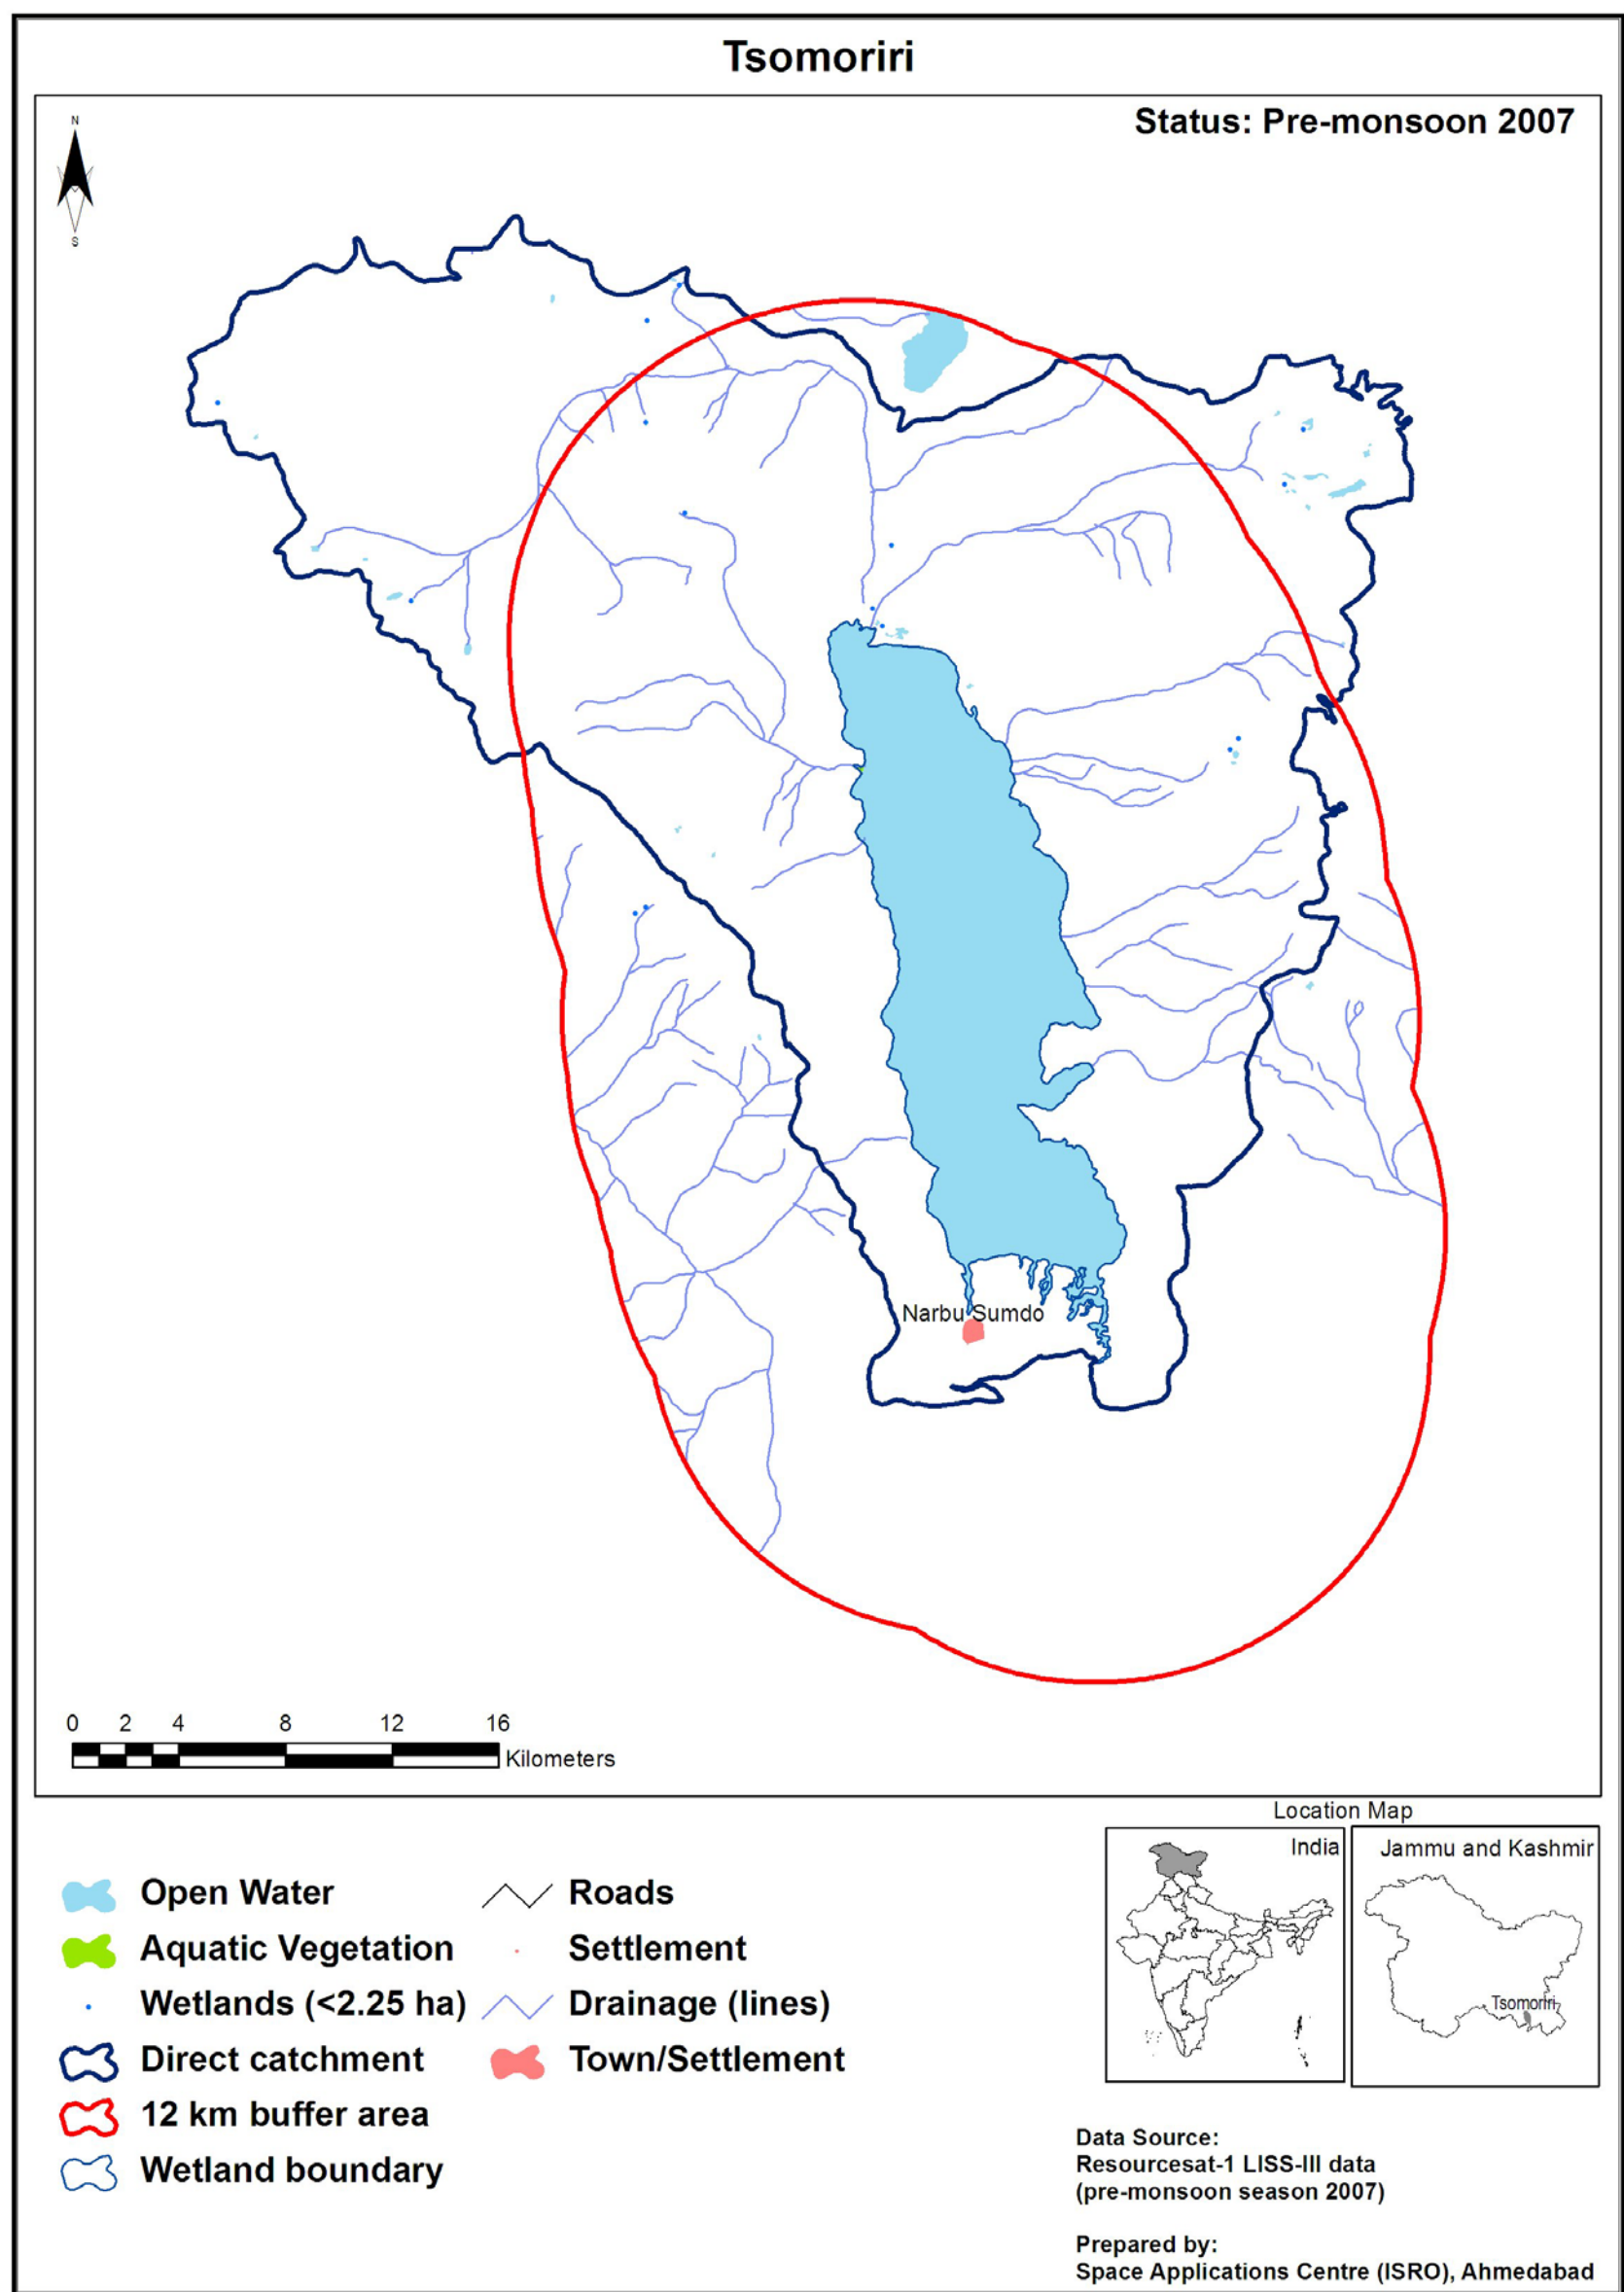 Tsomoriri
Status: Pre-monsoon 2007
N
S
Narbu Sumdo
0 2 4 8 12 16
Kilometers
Location Map
India
Jammu and Kashmir
Tsomoriri
Open Water
Aquatic Vegetation
Wetlands (<2.25 ha)
Direct catchment
12 km buffer area
Wetland boundary
Roads
Settlement
Drainage (lines)
Town/Settlement
Data Source:
Resourcesat-1 LISS-III data
(pre-monsoon season 2007)
Prepared by:
Space Applications Centre (ISRO), Ahmedabad